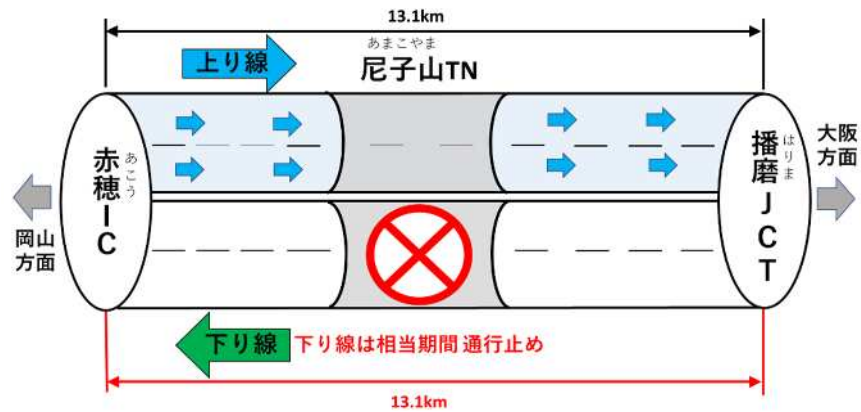 13.1km
上り線
あまこやま
尼子山TN
赤穂IC
あこう
播磨JCT
はりま
大阪
方面
岡山
方面
下り線
下り線は相当期間 通行止め
13.1km